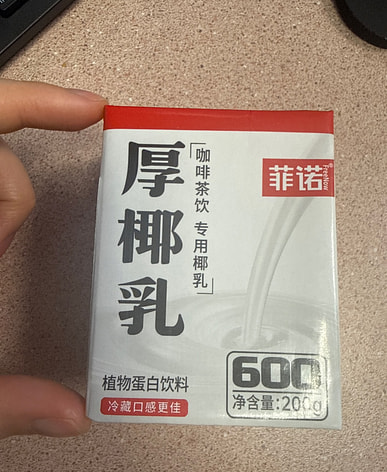 厚椰乳
「咖啡茶饮 专用椰乳」
菲诺
FreeNow
植物蛋白饮料
冷藏口感更佳
600
净含量:200g